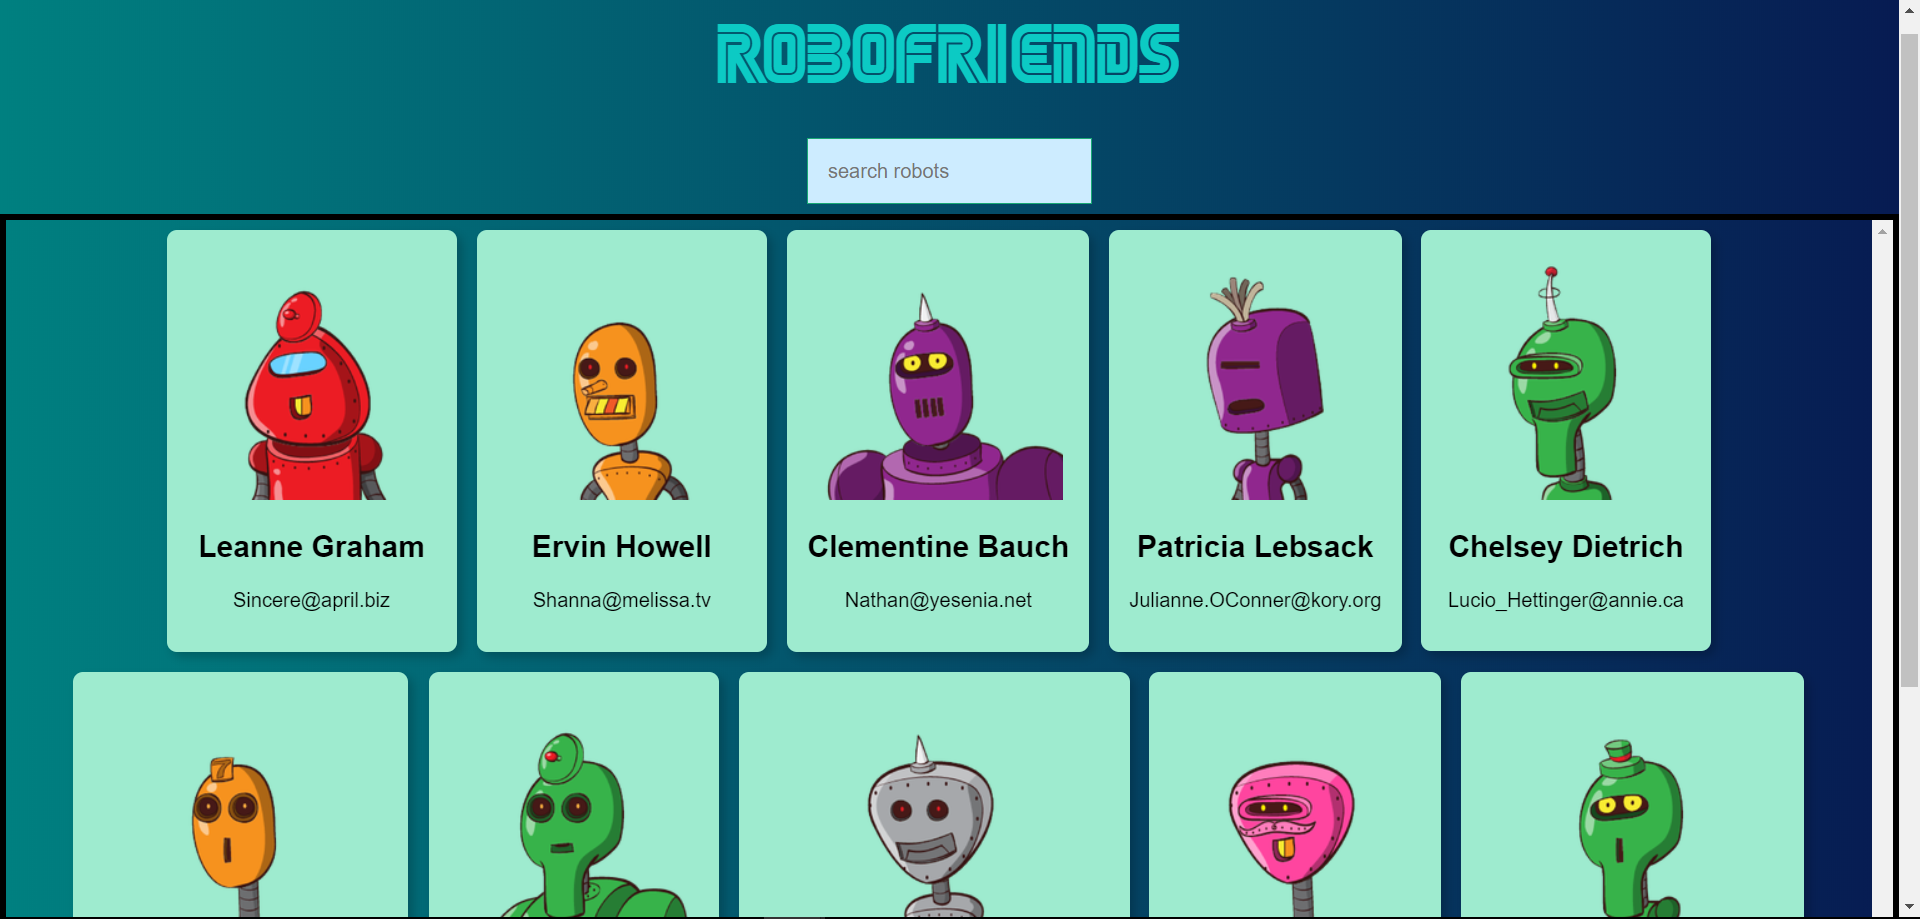 ROBOFRIENDS
search robots
Leanne Graham
Sincere@april.biz
Ervin Howell
Shanna@melissa.tv
Clementine Bauch
Nathan@yesenia.net
Patricia Lebsack
Julianne.OConner@kory.org
Chelsey Dietrich
Lucio_Hettinger@annie.ca
7